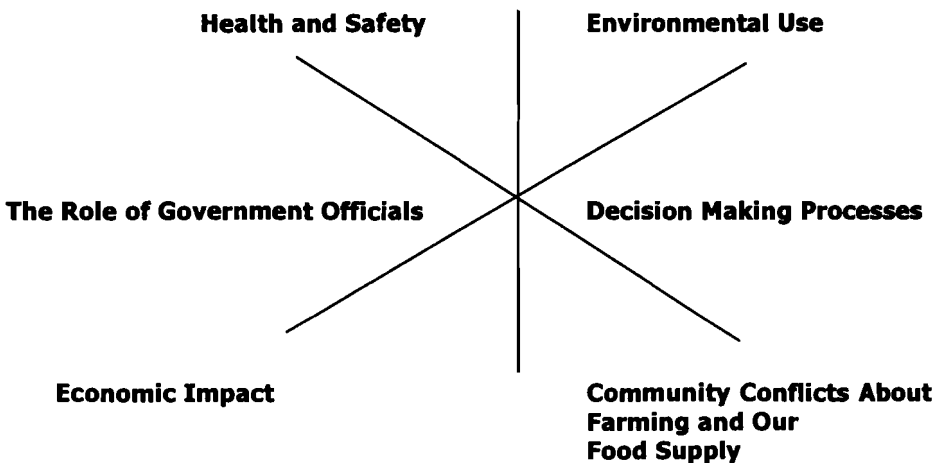 Health and Safety
Environmental Use
The Role of Government Officials
Decision Making Processes
Economic Impact
Community Conflicts About
Farming and Our
Food Supply